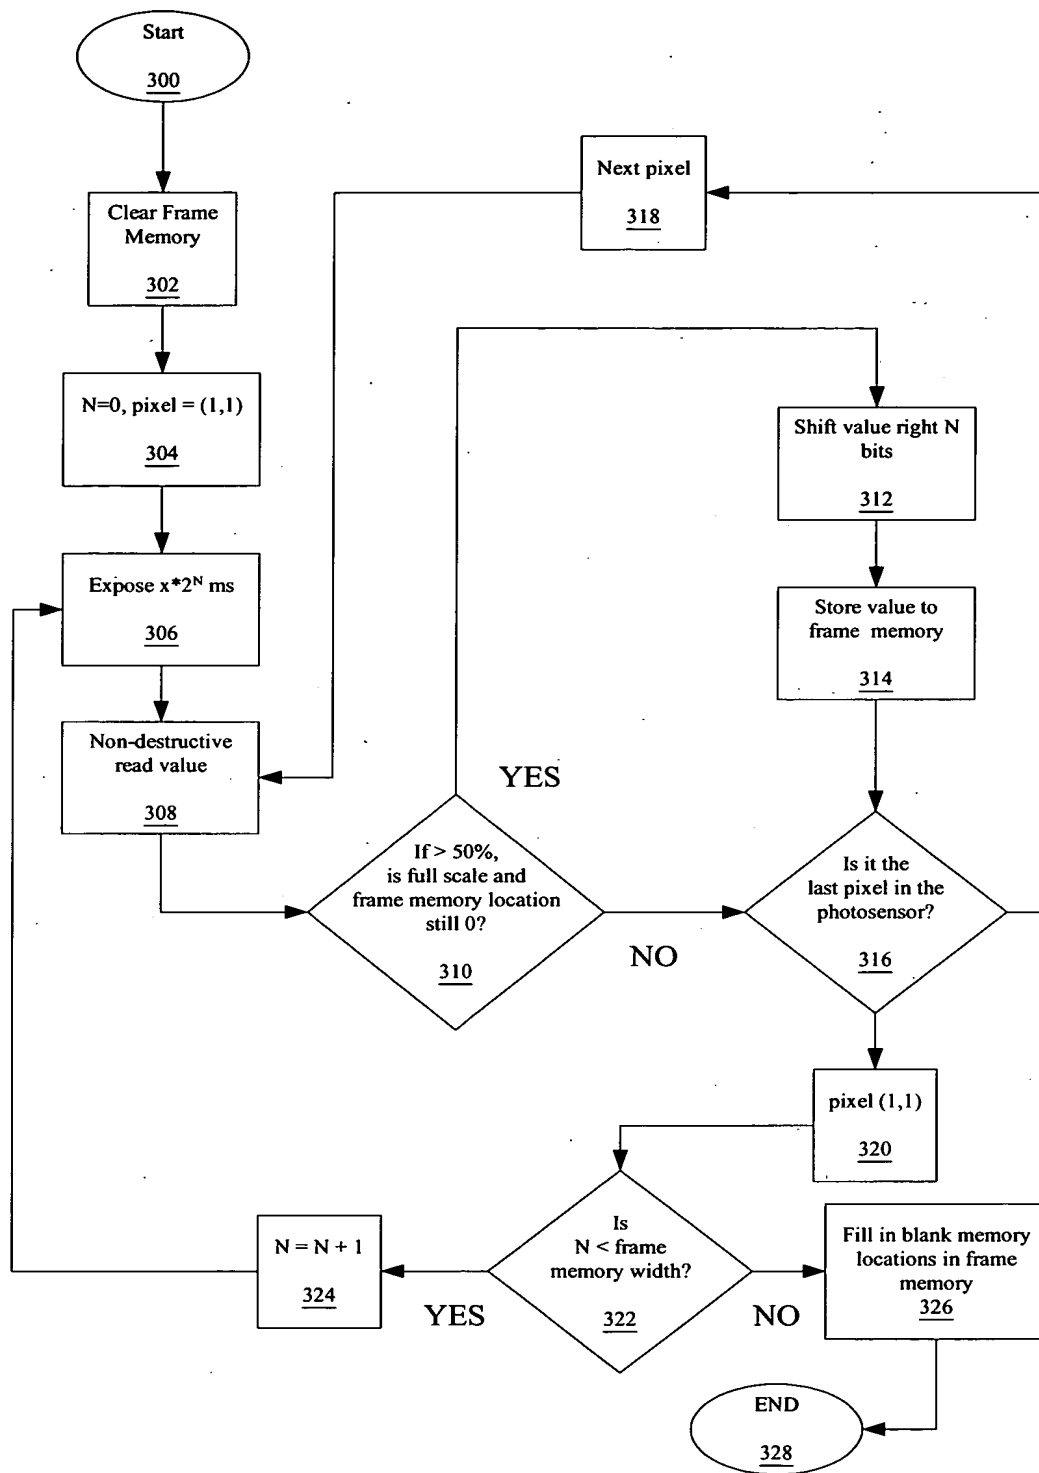 Start
300
Clear Frame
Memory
302
N=0, pixel = (1,1)
304
Expose x*2ᴺ ms
306
Non-destructive
read value
308
Next pixel
318
Shift value right N
bits
312
Store value to
frame memory
314
YES
If > 50%,
is full scale and
frame memory location
still 0?
310
NO
Is it the
last pixel in the
photosensor?
316
pixel (1,1)
320
Is
N < frame
memory width?
322
YES
N = N + 1
324
NO
Fill in blank memory
locations in frame
memory
326
END
328